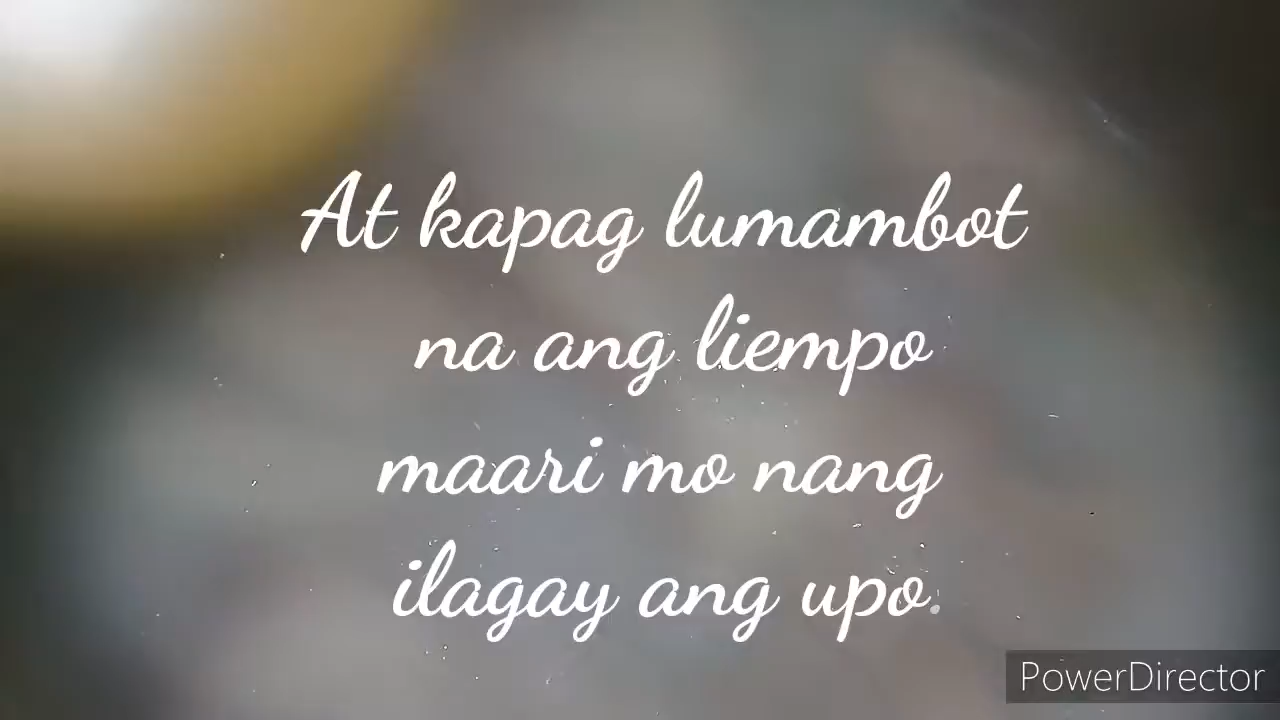 At kapag lumambot
na ang liempo
maari mo nang
ilagay ang upo.
PowerDirector